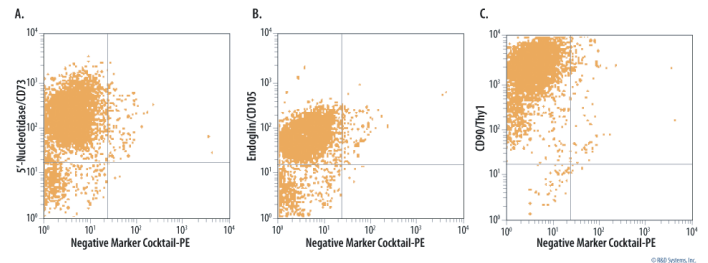 A.
B.
C.
10⁴
10³
10²
10¹
10⁰
5'-Nucleotidase/CD73
10⁰ 10¹ 10² 10³ 10⁴
Negative Marker Cocktail-PE
10⁴
10³
10²
10¹
10⁰
Endoglin/CD105
10⁰ 10¹ 10² 10³ 10⁴
Negative Marker Cocktail-PE
10⁴
10³
10²
10¹
10⁰
CD90/Thy1
10⁰ 10¹ 10² 10³ 10⁴
Negative Marker Cocktail-PE
© R&D Systems, Inc.